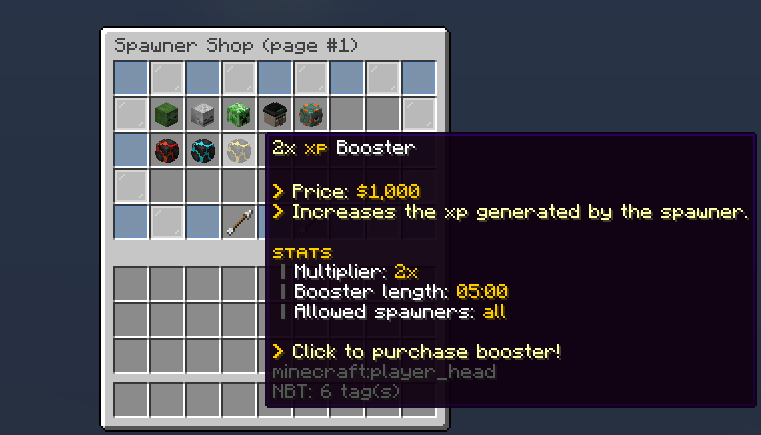 Spawner Shop (page #1)
2x xp Booster
> Price: $1,000
> Increases the xp generated by the spawner.
STATS
| Multiplier: 2x
| Booster length: 05:00
| Allowed spawners: all
> Click to purchase booster!
minecraft:player_head
NBT: 6 tag(s)